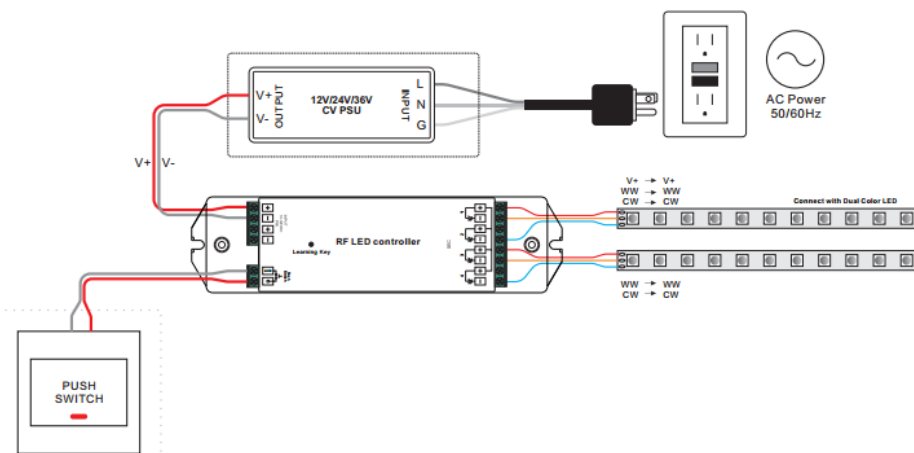 V+
V-
OUTPUT
12V/24V/36V
CV PSU
INPUT
L
N
G
AC Power
50/60Hz
V+
V-
V+ → V+
WW → WW
CW → CW
Connect with Dual Color LED
RF LED controller
Learning Key
WW → WW
CW → CW
PUSH
SWITCH